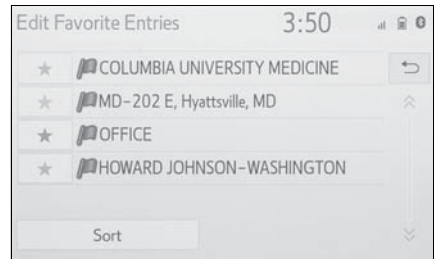 Edit Favorite Entries 3:50
COLUMBIA UNIVERSITY MEDICINE
MD-202 E, Hyattsville, MD
OFFICE
HOWARD JOHNSON-WASHINGTON
Sort